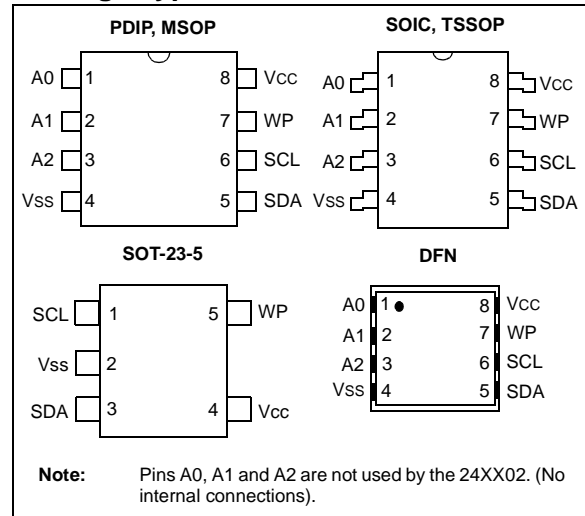 PDIP, MSOP
A0 1 8 VCC
A1 2 7 WP
A2 3 6 SCL
VSS 4 5 SDA
SOIC, TSSOP
A0 1 8 VCC
A1 2 7 WP
A2 3 6 SCL
VSS 4 5 SDA
SOT-23-5
SCL 1 5 WP
Vss 2
SDA 3 4 Vcc
DFN
A0 1 8 VCC
A1 2 7 WP
A2 3 6 SCL
VSS 4 5 SDA
Note: Pins A0, A1 and A2 are not used by the 24XX02. (No
internal connections).